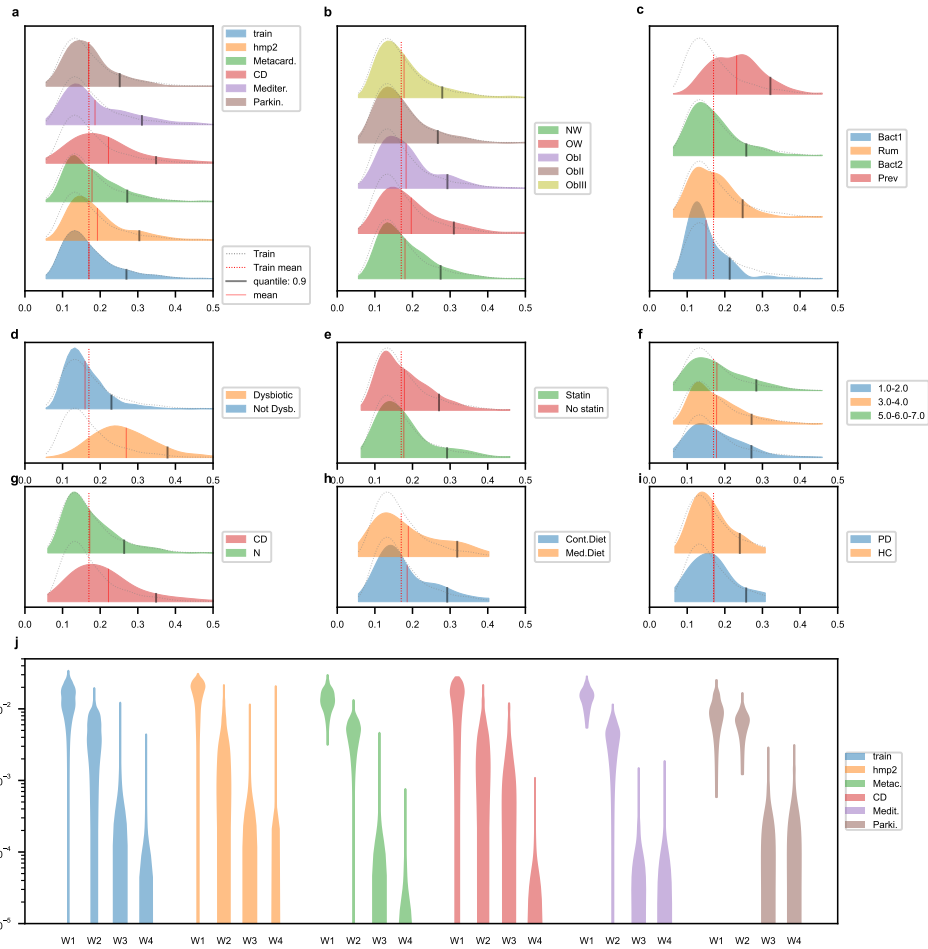 a
train
hmp2
Metacard.
CD
Mediter.
Parkin.
Train
Train mean
quantile: 0.9
mean
0.0 0.1 0.2 0.3 0.4 0.5
b
NW
OW
ObI
ObII
ObIII
0.0 0.1 0.2 0.3 0.4 0.5
c
Bact1
Rum
Bact2
Prev
0.0 0.1 0.2 0.3 0.4 0.5
d
Dysbiotic
Not Dysb.
0.0 0.1 0.2 0.3 0.4 0.5
e
Statin
No statin
0.0 0.1 0.2 0.3 0.4 0.5
f
1.0-2.0
3.0-4.0
5.0-6.0-7.0
0.0 0.1 0.2 0.3 0.4 0.5
g
CD
N
0.0 0.1 0.2 0.3 0.4 0.5
h
Cont.Diet
Med.Diet
0.0 0.1 0.2 0.3 0.4 0.5
i
PD
HC
0.0 0.1 0.2 0.3 0.4 0.5
j
0⁻²
0⁻³
0⁻⁴
0⁻⁵
train
hmp2
Metac.
CD
Medit.
Parki.
W1 W2 W3 W4 W1 W2 W3 W4 W1 W2 W3 W4 W1 W2 W3 W4 W1 W2 W3 W4 W1 W2 W3 W4